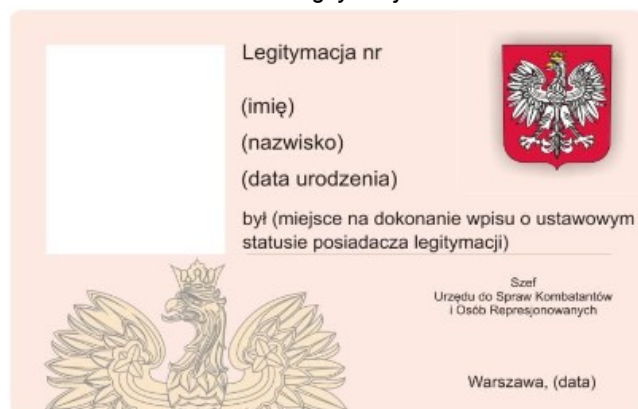 Legitymacja nr
(imię)
(nazwisko)
(data urodzenia)
był (miejsce na dokonanie wpisu o ustawowym
statusie posiadacza legitymacji)
Szef
Urzędu do Spraw Kombatantów
i Osób Represjonowanych
Warszawa, (data)